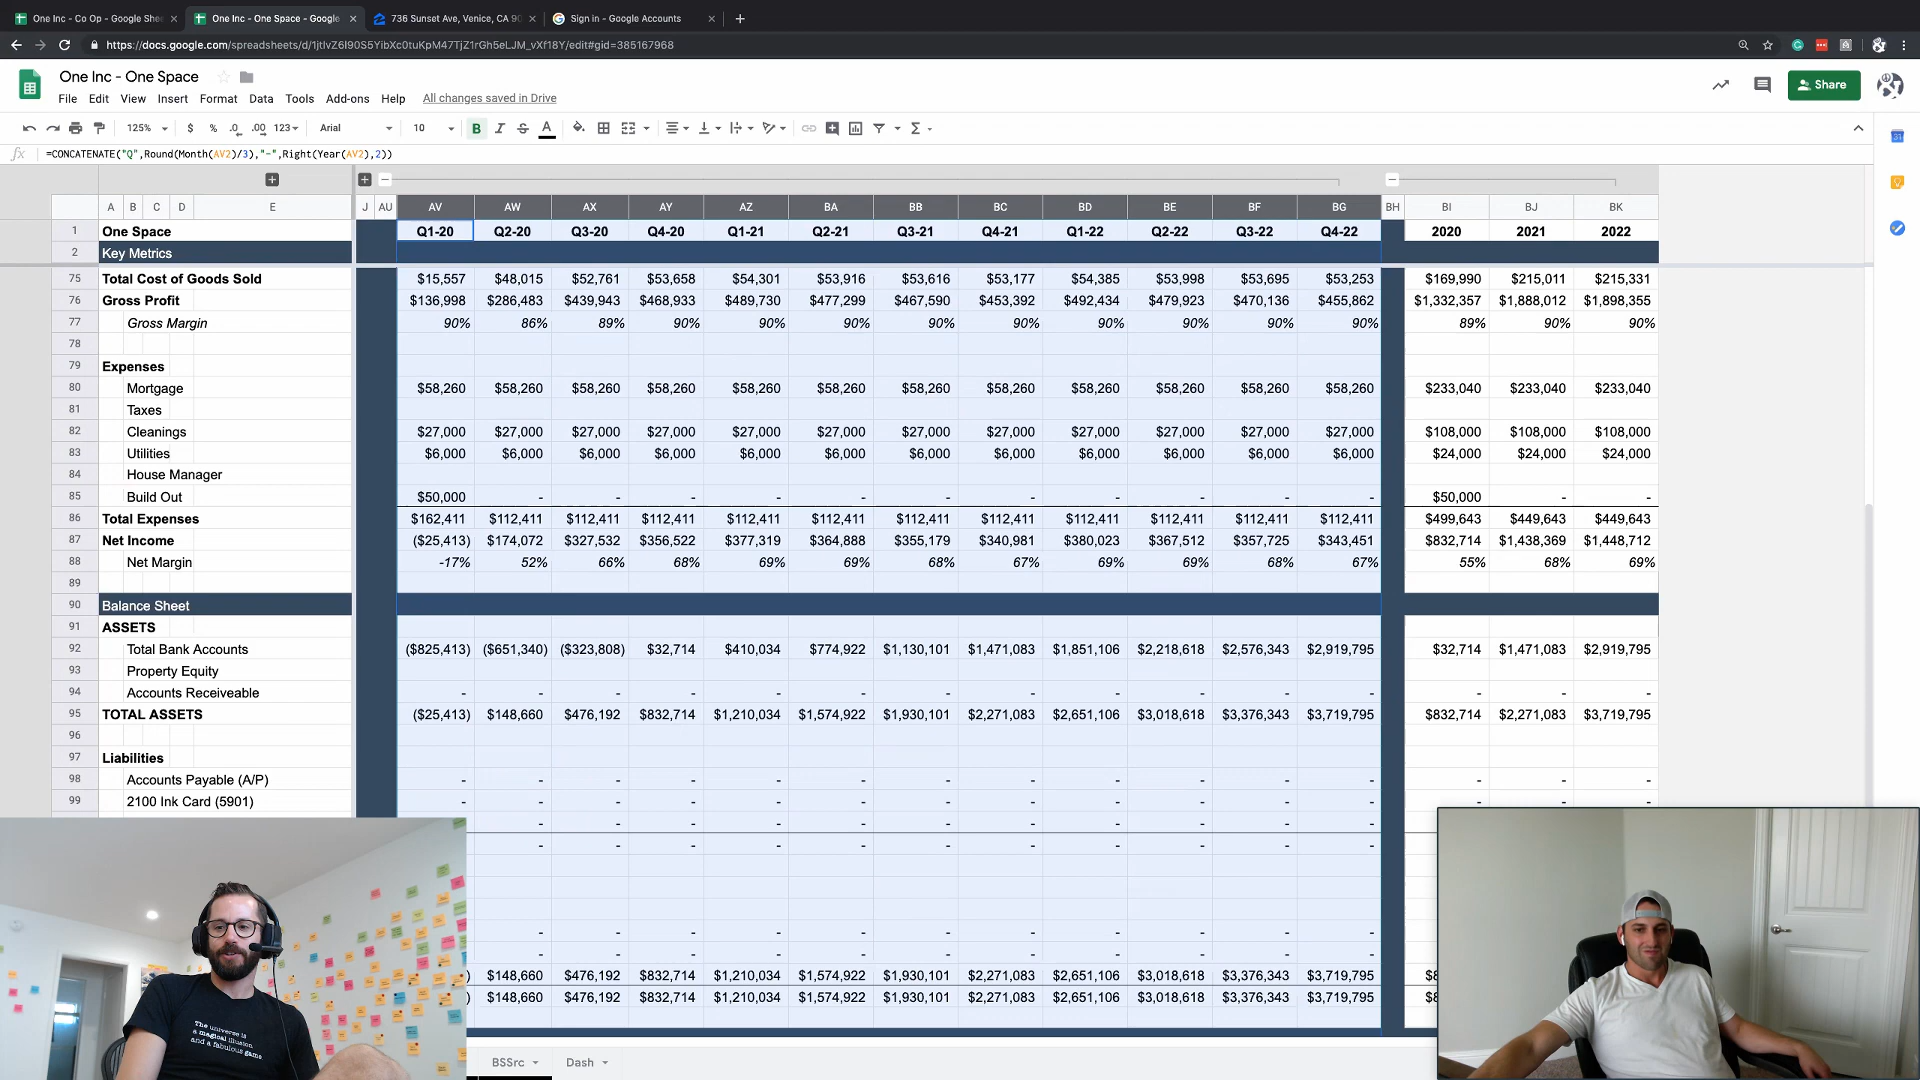 One Inc - Co Op - Google She
One Inc - One Space - Google
736 Sunset Ave, Venice, CA 90
Sign in - Google Accounts
https://docs.google.com/spreadsheets/d/1jtIvZ6I90S5YibXc0tuKpM47TjZ1rGh5eLJM_vXf18Y/edit#gid=385167968
One Inc - One Space
File Edit View Insert Format Data Tools Add-ons Help All changes saved in Drive
Share
125% $ % .0 .00 123 Arial 10 B I S A
=CONCATENATE("Q",Round(Month(AV2)/3),"-",Right(Year(AV2),2))
A B C D E J AU AV AW AX AY AZ BA BB BC BD BE BF BG BH BI BJ BK
1 One Space Q1-20 Q2-20 Q3-20 Q4-20 Q1-21 Q2-21 Q3-21 Q4-21 Q1-22 Q2-22 Q3-22 Q4-22 2020 2021 2022
2 Key Metrics
75 Total Cost of Goods Sold $15,557 $48,015 $52,761 $53,658 $54,301 $53,916 $53,616 $53,177 $54,385 $53,998 $53,695 $53,253 $169,990 $215,011 $215,331
76 Gross Profit $136,998 $286,483 $439,943 $468,933 $489,730 $477,299 $467,590 $453,392 $492,434 $479,923 $470,136 $455,862 $1,332,357 $1,888,012 $1,898,355
77 Gross Margin 90% 86% 89% 90% 90% 90% 90% 90% 90% 90% 90% 90% 89% 90% 90%
78
79 Expenses
80 Mortgage $58,260 $58,260 $58,260 $58,260 $58,260 $58,260 $58,260 $58,260 $58,260 $58,260 $58,260 $58,260 $233,040 $233,040 $233,040
81 Taxes
82 Cleanings $27,000 $27,000 $27,000 $27,000 $27,000 $27,000 $27,000 $27,000 $27,000 $27,000 $27,000 $27,000 $108,000 $108,000 $108,000
83 Utilities $6,000 $6,000 $6,000 $6,000 $6,000 $6,000 $6,000 $6,000 $6,000 $6,000 $6,000 $6,000 $24,000 $24,000 $24,000
84 House Manager
85 Build Out $50,000 - - - - - - - - - - - $50,000 - -
86 Total Expenses $162,411 $112,411 $112,411 $112,411 $112,411 $112,411 $112,411 $112,411 $112,411 $112,411 $112,411 $112,411 $499,643 $449,643 $449,643
87 Net Income ($25,413) $174,072 $327,532 $356,522 $377,319 $364,888 $355,179 $340,981 $380,023 $367,512 $357,725 $343,451 $832,714 $1,438,369 $1,448,712
88 Net Margin -17% 52% 66% 68% 69% 69% 68% 67% 69% 69% 68% 67% 55% 68% 69%
89
90 Balance Sheet
91 ASSETS
92 Total Bank Accounts ($825,413) ($651,340) ($323,808) $32,714 $410,034 $774,922 $1,130,101 $1,471,083 $1,851,106 $2,218,618 $2,576,343 $2,919,795 $32,714 $1,471,083 $2,919,795
93 Property Equity
94 Accounts Receiveable - - - - - - - - - - - - - - -
95 TOTAL ASSETS ($25,413) $148,660 $476,192 $832,714 $1,210,034 $1,574,922 $1,930,101 $2,271,083 $2,651,106 $3,018,618 $3,376,343 $3,719,795 $832,714 $2,271,083 $3,719,795
96
97 Liabilities
98 Accounts Payable (A/P) - - - - - - - - - - - - - - -
99 2100 Ink Card (5901) - - - - - - - - - - - - - - -
- - - - - - - - - - -
- - - - - - - - - - -
- - - - - - - - - - -
- - - - - - - - - - -
) $148,660 $476,192 $832,714 $1,210,034 $1,574,922 $1,930,101 $2,271,083 $2,651,106 $3,018,618 $3,376,343 $3,719,795 $8
) $148,660 $476,192 $832,714 $1,210,034 $1,574,922 $1,930,101 $2,271,083 $2,651,106 $3,018,618 $3,376,343 $3,719,795 $8
The universe is
a magical illusion
and a fabulous game
BSSrc Dash